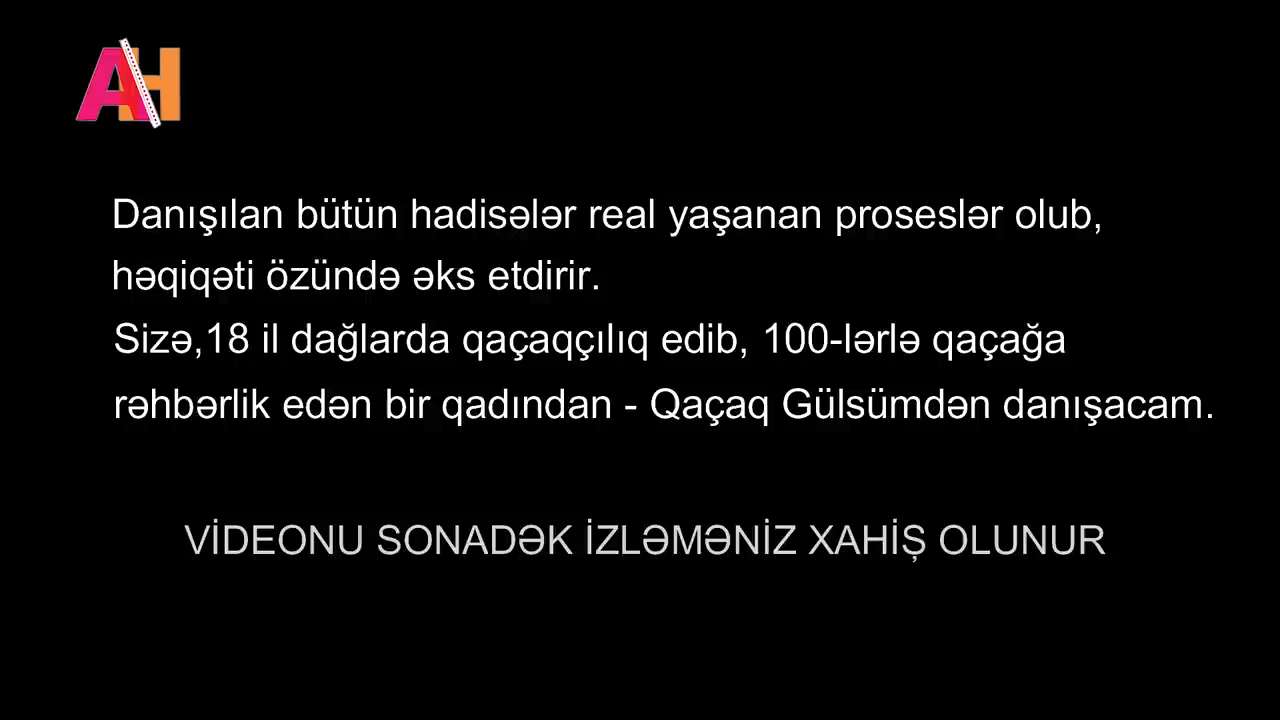 AH
Danışılan bütün hadisələr real yaşanan proseslər olub,
həqiqəti özündə əks etdirir.
Sizə,18 il dağlarda qaçaqçılıq edib, 100-lərlə qaçağa
rəhbərlik edən bir qadından - Qaçaq Gülsümdən danışacam.
VİDEONU SONADƏK İZLƏMƏNİZ XAHİŞ OLUNUR